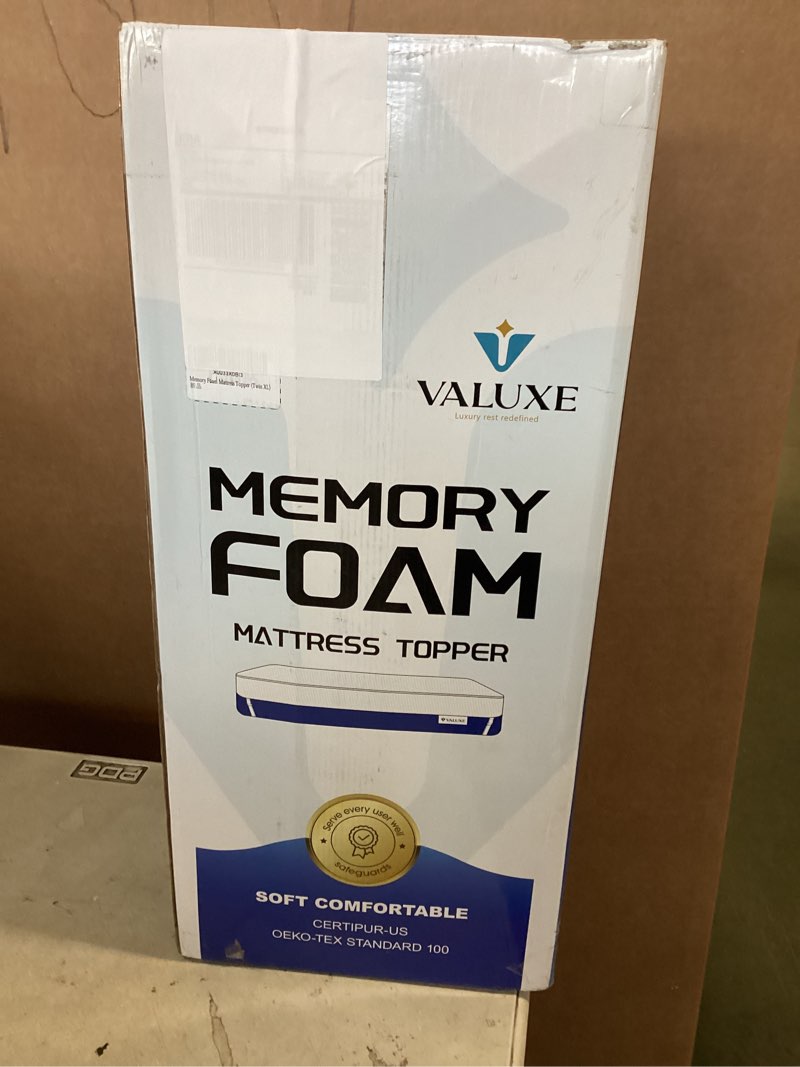 Memory Foam Mattress Topper (Twin XL)
VALUXE
Luxury rest redefined
MEMORY
FOAM
MATTRESS TOPPER
VALUXE
Serve every user well
safeguards
SOFT COMFORTABLE
CERTIPUR-US
OEKO-TEX STANDARD 100
PDG